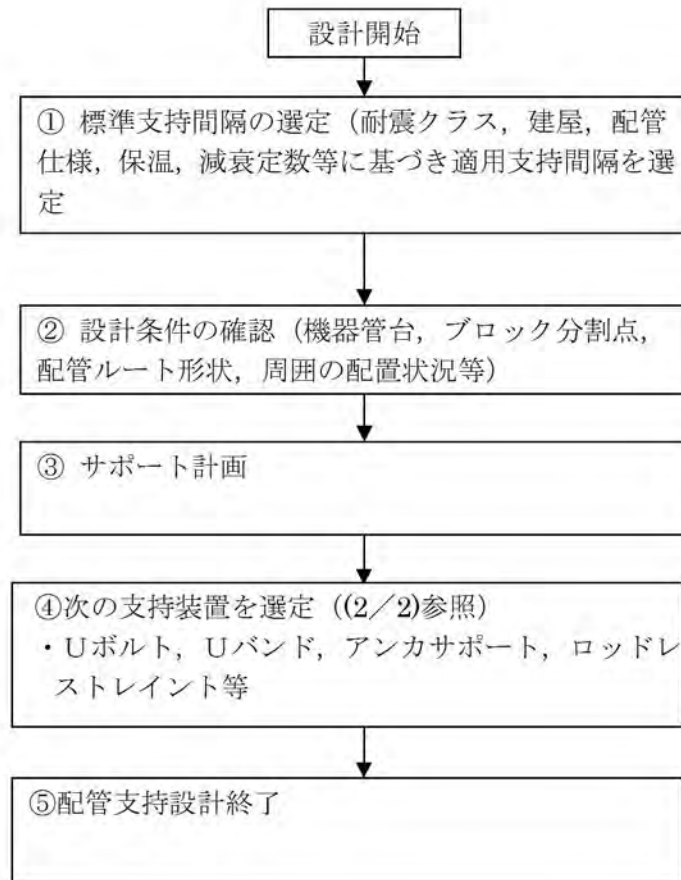 設計開始
① 標準支持間隔の選定（耐震クラス，建屋，配管
仕様，保温，減衰定数等に基づき適用支持間隔を選
定
② 設計条件の確認（機器管台，ブロック分割点，
配管ルート形状，周囲の配置状況等）
③ サポート計画
④次の支持装置を選定（(2／2)参照）
・Uボルト，Uバンド，アンカサポート，ロッドレ
ストレイント等
⑤配管支持設計終了